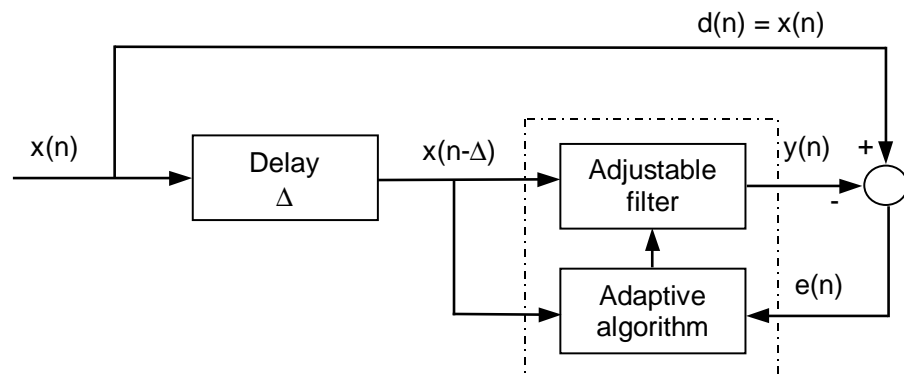 d(n) = x(n)
x(n)
Delay
Δ
x(n-Δ)
Adjustable
filter
y(n)
+
-
Adaptive
algorithm
e(n)